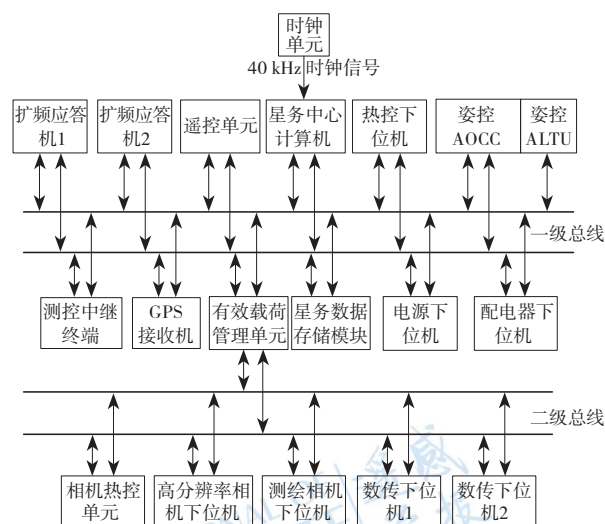 时钟
单元
40 kHz 时钟信号
扩频应答
机1
扩频应答
机2
遥控单元
星务中心
计算机
热控下
位机
姿控
AOCC
姿控
ALTU
一级总线
测控中继
终端
GPS
接收机
有效载荷
管理单元
星务数据
存储模块
电源下
位机
配电器下
位机
二级总线
相机热控
单元
高分辨率相
机下位机
测绘相机
下位机
数传下位
机1
数传下位
机2